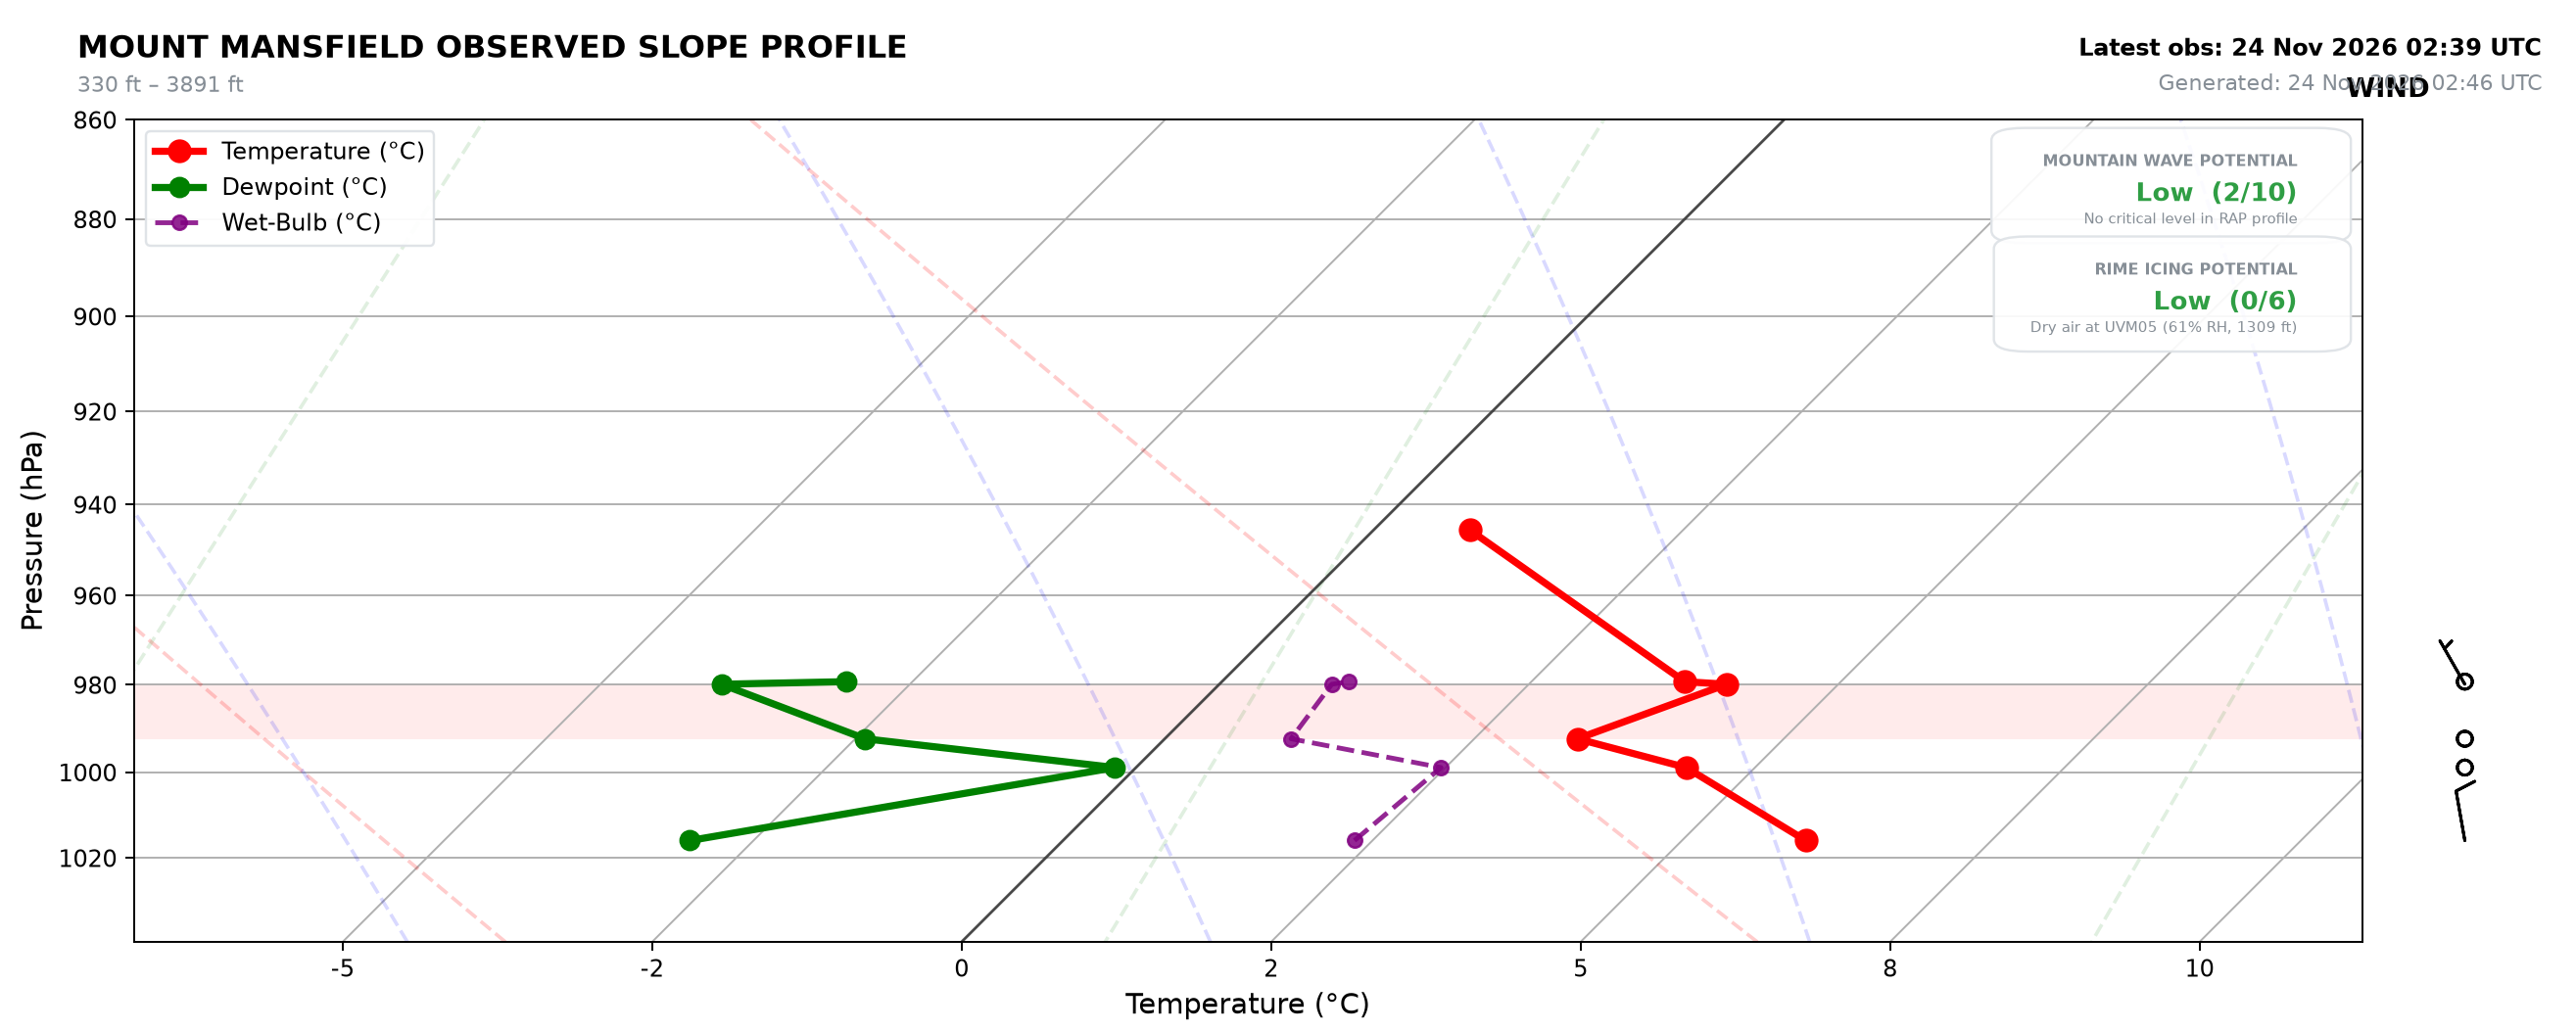 MOUNT MANSFIELD OBSERVED SLOPE PROFILE
330 ft – 3891 ft
Latest obs: 24 Nov 2026 02:39 UTC
Generated: 24 Nov 2026 02:46 UTC
WIND
Temperature (°C)
Dewpoint (°C)
Wet-Bulb (°C)
MOUNTAIN WAVE POTENTIAL
Low (2/10)
No critical level in RAP profile
RIME ICING POTENTIAL
Low (0/6)
Dry air at UVM05 (61% RH, 1309 ft)
Pressure (hPa)
860
880
900
920
940
960
980
1000
1020
-5
-2
0
2
5
8
10
Temperature (°C)